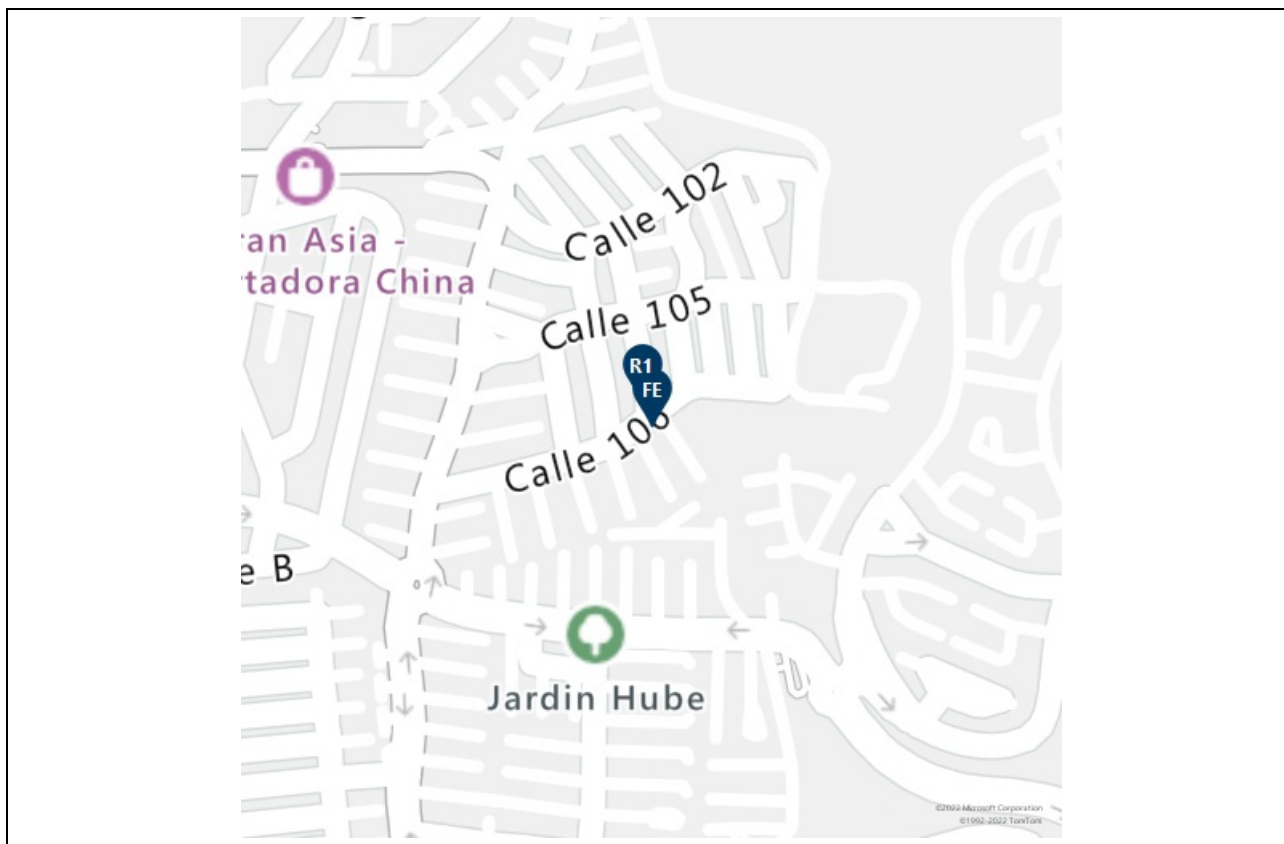 Calle 102
ran Asia -
rtadora China
Calle 105
R1
FE
Calle 106
e B
Jardin Hube
©2022 Microsoft Corporation
©1992-2022 TomTom